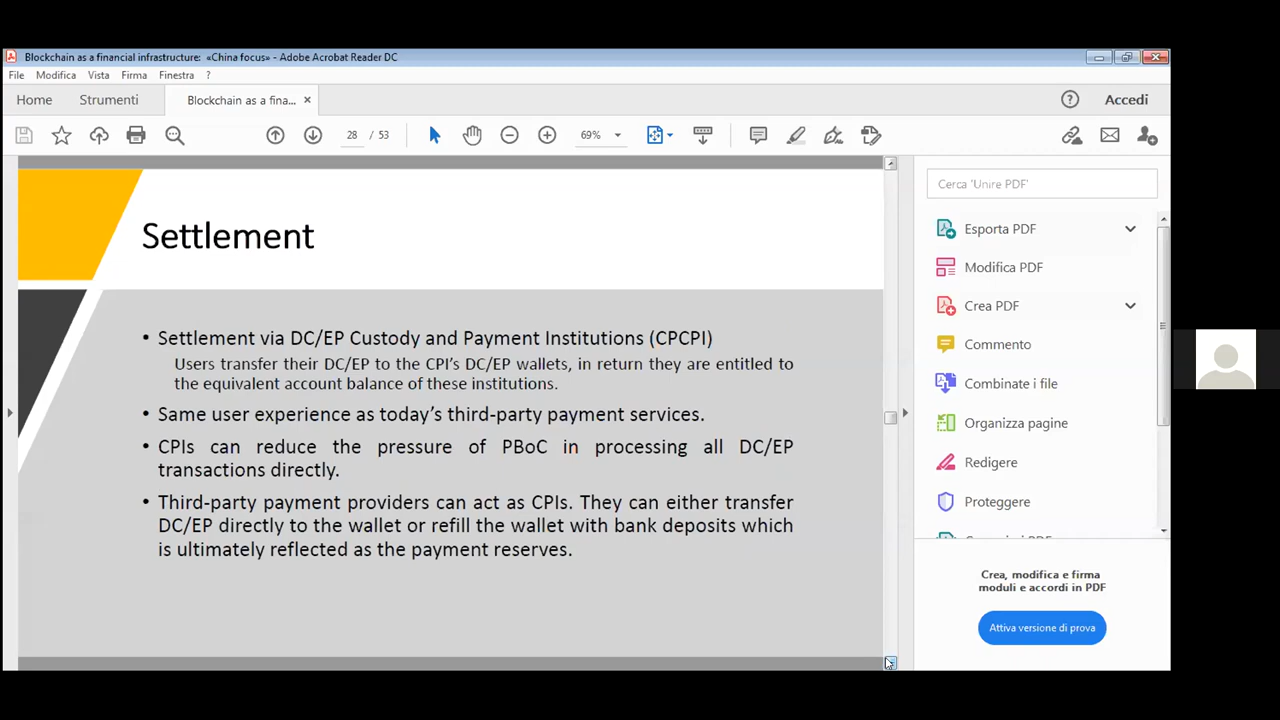 Blockchain as a financial infrastructure: «China focus» - Adobe Acrobat Reader DC
File Modifica Vista Firma Finestra ?
Home Strumenti Blockchain as a fina... × Accedi
28 / 53 69%
Settlement
• Settlement via DC/EP Custody and Payment Institutions (CPCPI)
Users transfer their DC/EP to the CPI’s DC/EP wallets, in return they are entitled to
the equivalent account balance of these institutions.
• Same user experience as today’s third-party payment services.
• CPIs can reduce the pressure of PBoC in processing all DC/EP
transactions directly.
• Third-party payment providers can act as CPIs. They can either transfer
DC/EP directly to the wallet or refill the wallet with bank deposits which
is ultimately reflected as the payment reserves.
Cerca 'Unire PDF'
Esporta PDF
Modifica PDF
Crea PDF
Commento
Combinate i file
Organizza pagine
Redigere
Proteggere
Crea, modifica e firma
moduli e accordi in PDF
Attiva versione di prova